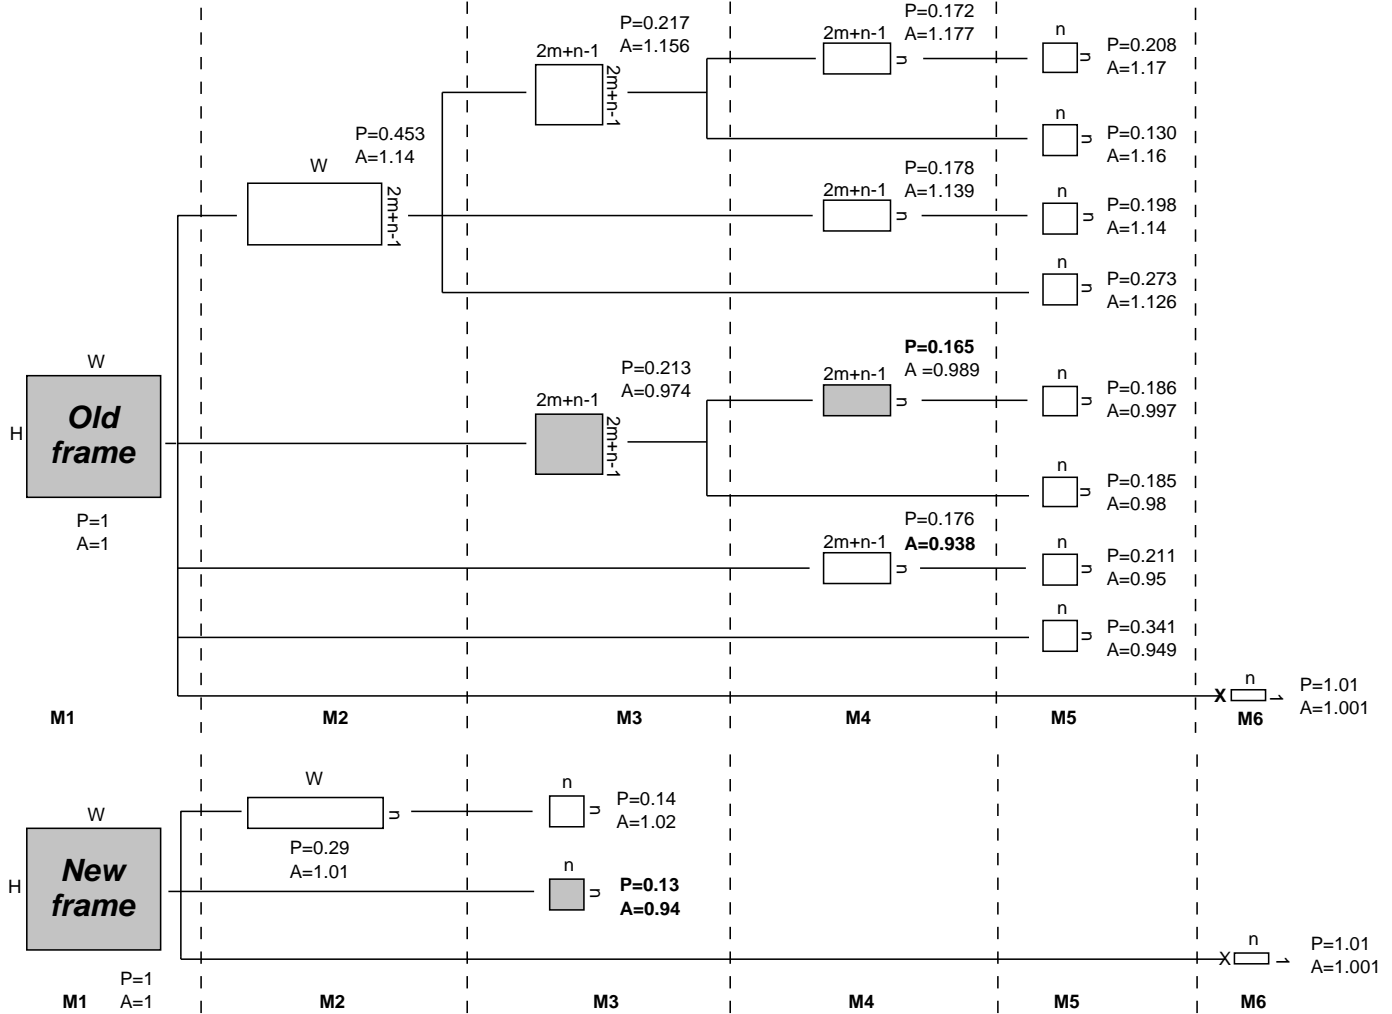 P=0.172
A=1.177
P=0.217
A=1.156
2m+n-1
2m+n-1
2m+n-1
n
n
n
P=0.208
A=1.17
n
n
P=0.130
A=1.16
P=0.453
A=1.14
W
2m+n-1
P=0.178
A=1.139
2m+n-1
n
n
n
P=0.198
A=1.14
n
n
P=0.273
A=1.126
W
H
Old
frame
P=1
A=1
P=0.213
A=0.974
2m+n-1
2m+n-1
P=0.165
A =0.989
2m+n-1
n
n
n
P=0.186
A=0.997
n
n
P=0.185
A=0.98
P=0.176
A=0.938
2m+n-1
n
n
n
P=0.211
A=0.95
n
n
P=0.341
A=0.949
X
n
1
P=1.01
A=1.001
M1 M2 M3 M4 M5 M6
W
H
New
frame
P=1
A=1
W
n
P=0.29
A=1.01
n
n
P=0.14
A=1.02
n
n
P=0.13
A=0.94
X
n
1
P=1.01
A=1.001
M1 M2 M3 M4 M5 M6